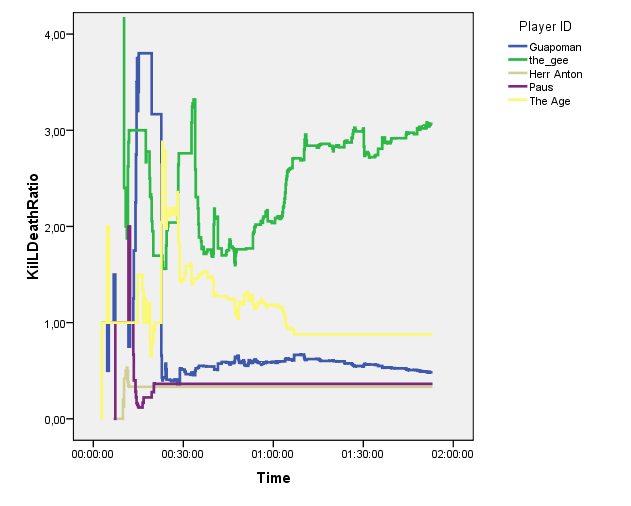 Player ID
Guapoman
the_gee
Herr Anton
Paus
The Age
KillLDeathRatio
4,00
3,00
2,00
1,00
0,00
00:00:00 00:30:00 01:00:00 01:30:00 02:00:00
Time